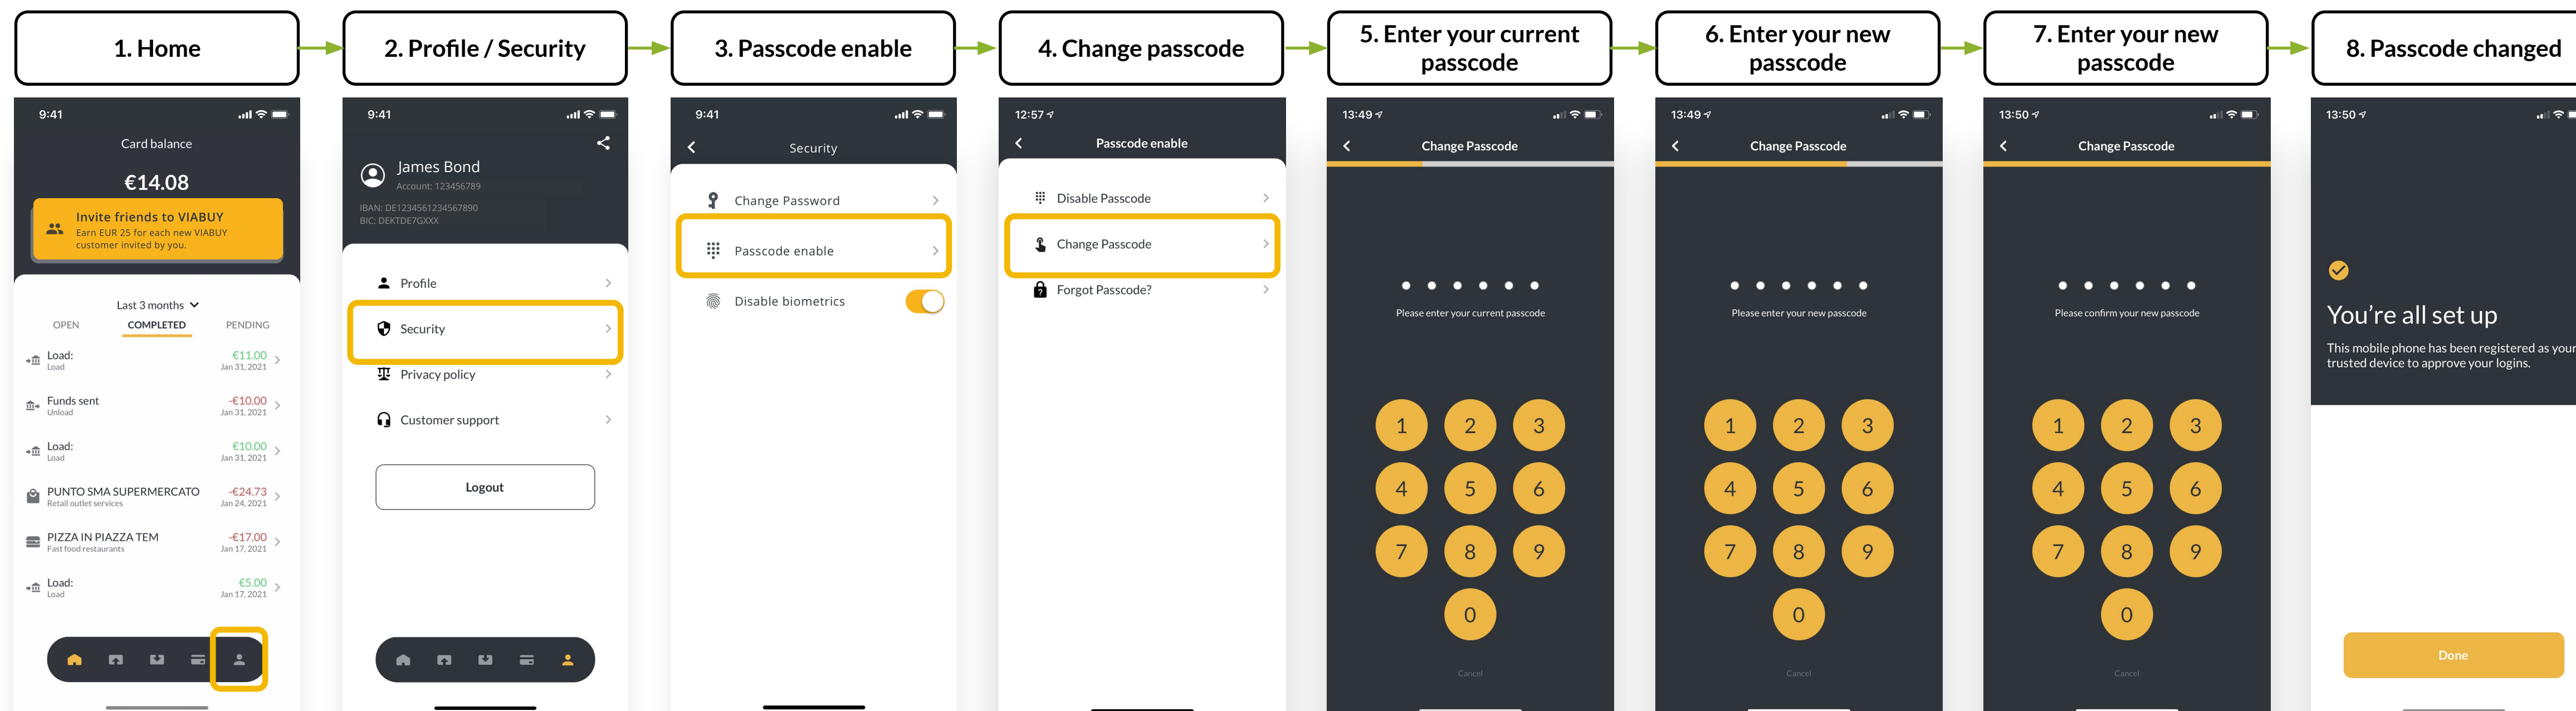 1. Home
2. Profile / Security
3. Passcode enable
4. Change passcode
5. Enter your current
passcode
6. Enter your new
passcode
7. Enter your new
passcode
8. Passcode changed
9:41
Card balance
€14.08
Invite friends to VIABUY
Earn EUR 25 for each new VIABUY
customer invited by you.
Last 3 months
OPEN COMPLETED PENDING
Load: €11.00
Load Jan 31, 2021
Funds sent -€10.00
Unload Jan 31, 2021
Load: €10.00
Load Jan 31, 2021
PUNTO SMA SUPERMERCATO -€24.73
Retail outlet services Jan 24, 2021
PIZZA IN PIAZZA TEM -€17.00
Fast food restaurants Jan 17, 2021
Load: €5.00
Load Jan 17, 2021
9:41
James Bond
Account: 123456789
IBAN: DE1234561234567890
BIC: DEKTDE7GXXX
Profile
Security
Privacy policy
Customer support
Logout
9:41
Security
Change Password
Passcode enable
Disable biometrics
12:57
Passcode enable
Disable Passcode
Change Passcode
Forgot Passcode?
13:49
Change Passcode
Please enter your current passcode
1 2 3
4 5 6
7 8 9
0
Cancel
13:49
Change Passcode
Please enter your new passcode
1 2 3
4 5 6
7 8 9
0
Cancel
13:50
Change Passcode
Please confirm your new passcode
1 2 3
4 5 6
7 8 9
0
Cancel
13:50
You’re all set up
This mobile phone has been registered as your
trusted device to approve your logins.
Done